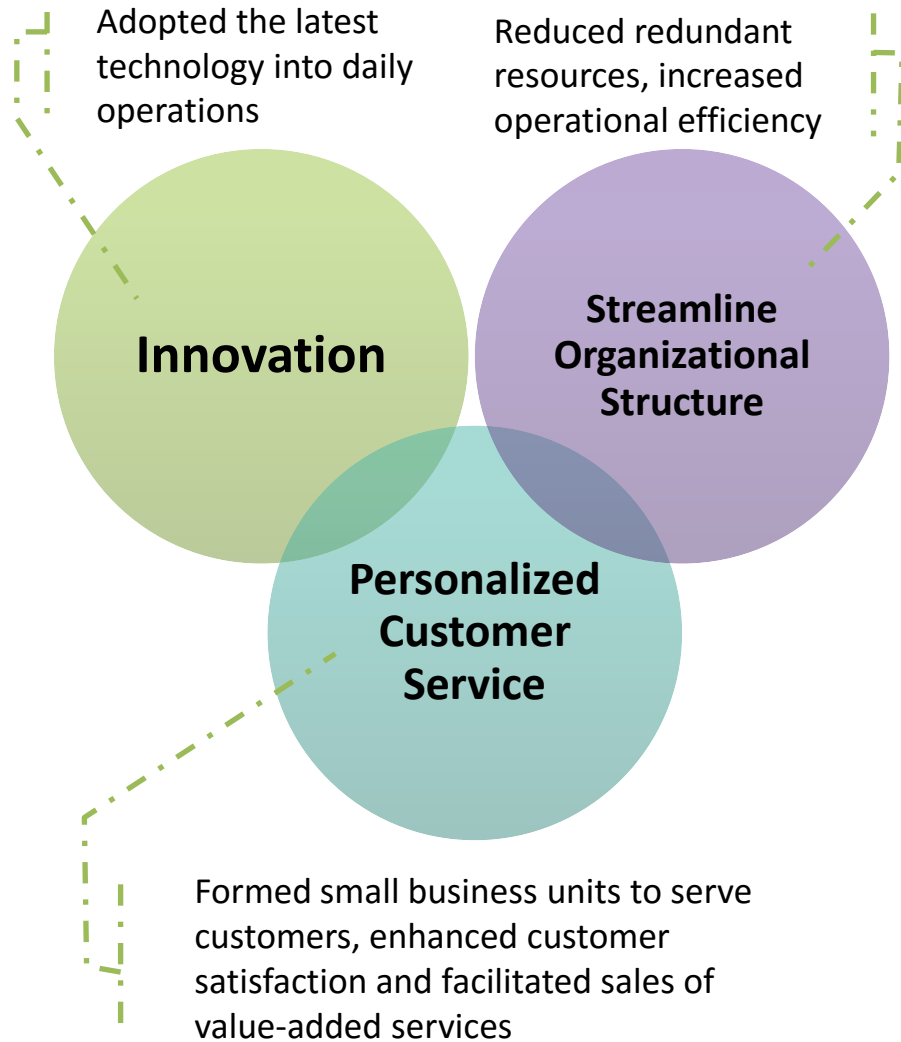 Adopted the latest
technology into daily
operations
Reduced redundant
resources, increased
operational efficiency
Innovation
Streamline
Organizational
Structure
Personalized
Customer
Service
Formed small business units to serve
customers, enhanced customer
satisfaction and facilitated sales of
value-added services